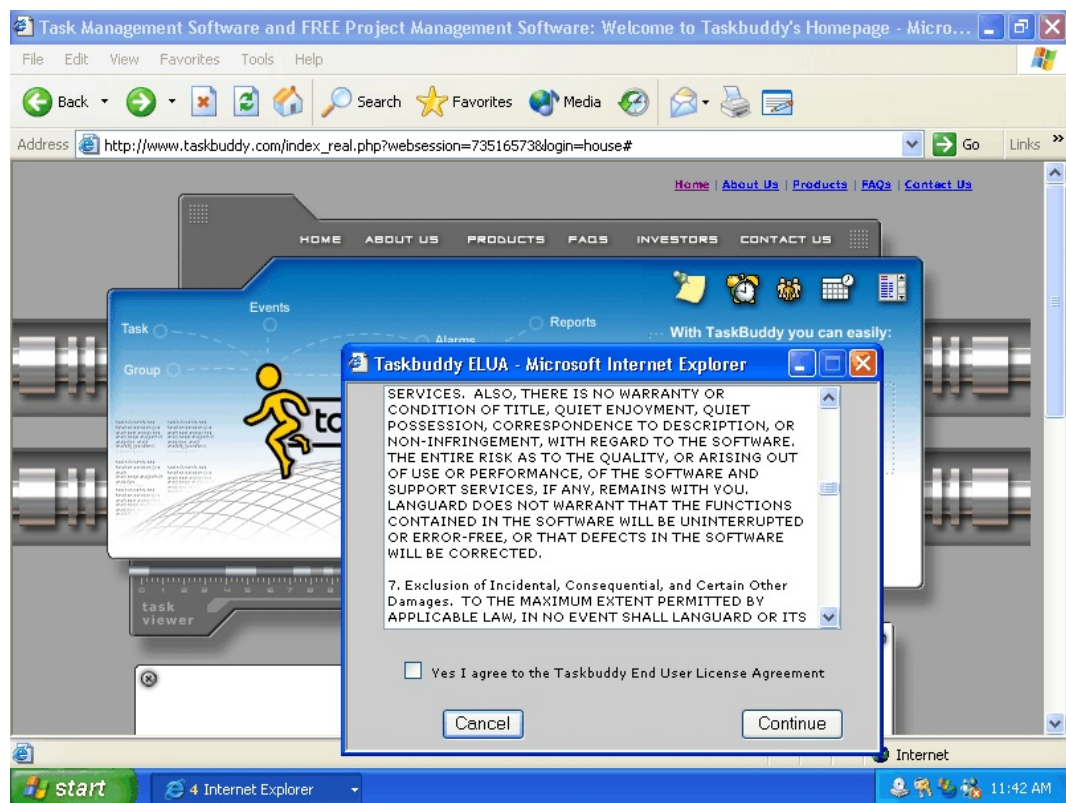 Task Management Software and FREE Project Management Software: Welcome to Taskbuddy's Homepage - Micro...
File Edit View Favorites Tools Help
Back Search Favorites Media
Address http://www.taskbuddy.com/index_real.php?websession=73516573&login=house# Go Links »
Home | About Us | Products | FAQs | Contact Us
HOME ABOUT US PRODUCTS FAQS INVESTORS CONTACT US
Events
Task
Alarms
Reports
With TaskBuddy you can easily:
Group
Taskbuddy ELUA - Microsoft Internet Explorer
SERVICES. ALSO, THERE IS NO WARRANTY OR
CONDITION OF TITLE, QUIET ENJOYMENT, QUIET
POSSESSION, CORRESPONDENCE TO DESCRIPTION, OR
NON-INFRINGEMENT, WITH REGARD TO THE SOFTWARE.
THE ENTIRE RISK AS TO THE QUALITY, OR ARISING OUT
OF USE OR PERFORMANCE, OF THE SOFTWARE AND
SUPPORT SERVICES, IF ANY, REMAINS WITH YOU.
LANGUARD DOES NOT WARRANT THAT THE FUNCTIONS
CONTAINED IN THE SOFTWARE WILL BE UNINTERRUPTED
OR ERROR-FREE, OR THAT DEFECTS IN THE SOFTWARE
WILL BE CORRECTED.
7. Exclusion of Incidental, Consequential, and Certain Other
Damages. TO THE MAXIMUM EXTENT PERMITTED BY
APPLICABLE LAW, IN NO EVENT SHALL LANGUARD OR ITS
Yes I agree to the Taskbuddy End User License Agreement
Cancel Continue
task
viewer
Internet
start 4 Internet Explorer 11:42 AM